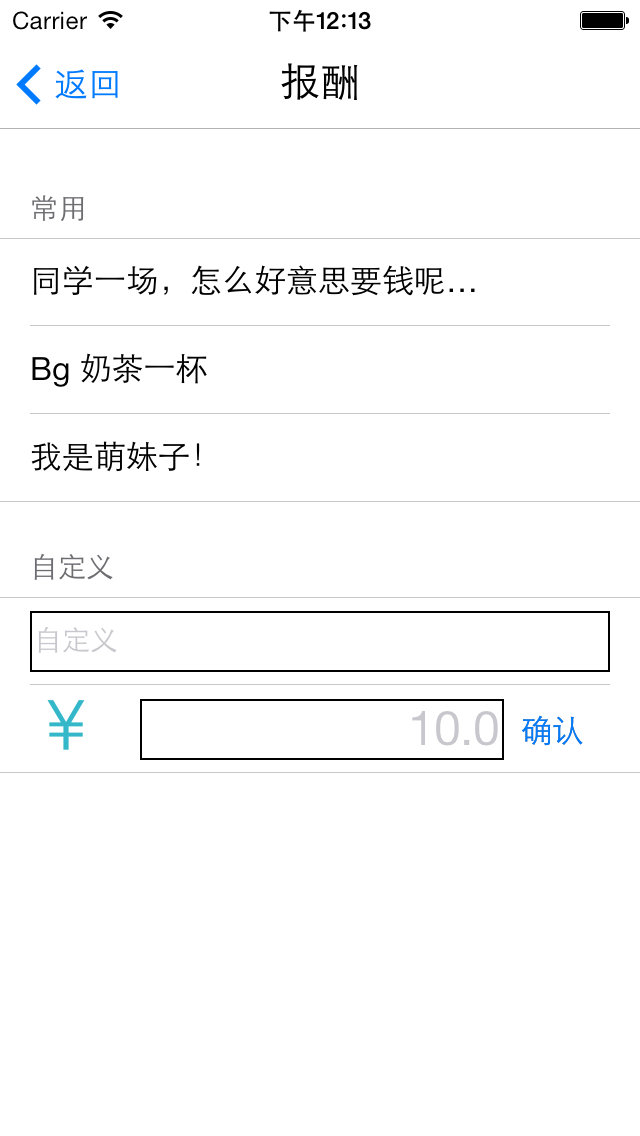 Carrier 下午12:13
返回 报酬
常用
同学一场，怎么好意思要钱呢...
Bg 奶茶一杯
我是萌妹子！
自定义
自定义
¥ 10.0 确认